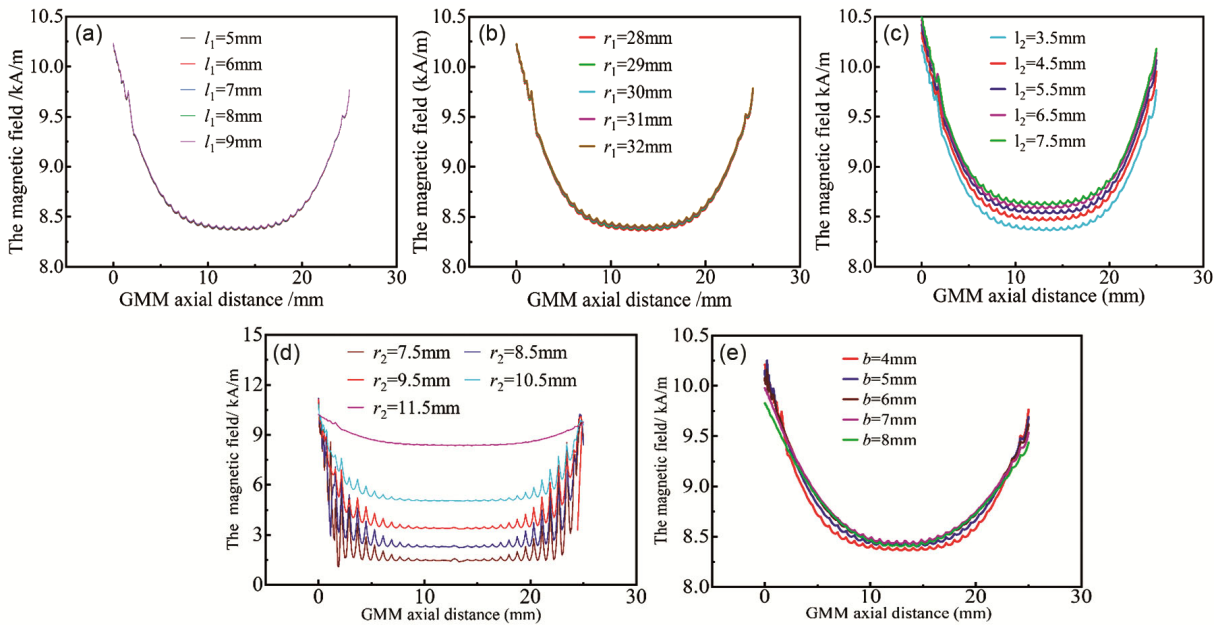 (a)
The magnetic field /kA/m
10.5
10.0
9.5
9.0
8.5
8.0
l1=5mm
l1=6mm
l1=7mm
l1=8mm
l1=9mm
0 10 20 30
GMM axial distance /mm
(b)
The magnetic field (kA/m)
10.5
10.0
9.5
9.0
8.5
8.0
r1=28mm
r1=29mm
r1=30mm
r1=31mm
r1=32mm
0 10 20 30
GMM axial distance /mm
(c)
The magnetic field kA/m
10.5
10.0
9.5
9.0
8.5
8.0
l2=3.5mm
l2=4.5mm
l2=5.5mm
l2=6.5mm
l2=7.5mm
0 10 20 30
GMM axial distance (mm)
(d)
The magnetic field/ kA/m
15
12
9
6
3
0
r2=7.5mm r2=8.5mm
r2=9.5mm r2=10.5mm
r2=11.5mm
0 10 20 30
GMM axial distance (mm)
(e)
The magnetic field/ kA/m
10.5
10.0
9.5
9.0
8.5
8.0
b=4mm
b=5mm
b=6mm
b=7mm
b=8mm
0 10 20 30
GMM axial distance (mm)